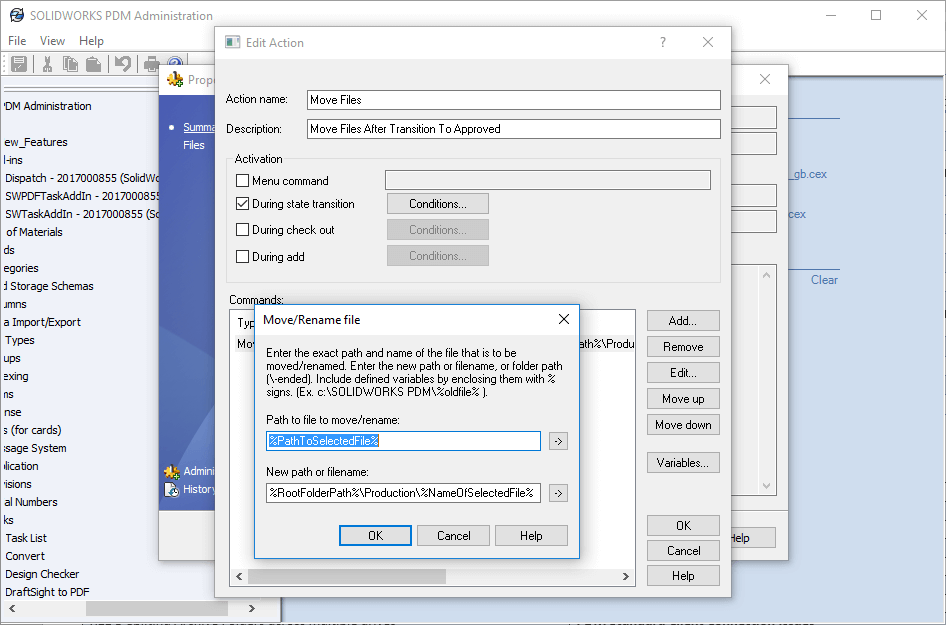 SOLIDWORKS PDM Administration
File View Help
PDM Administration
ew_Features
l-ins
Dispatch - 2017000855 (SolidWo
SWPDFTaskAddIn - 2017000855
SWTaskAddIn - 2017000855 (So
of Materials
ds
egories
d Storage Schemas
umns
a Import/Export
Types
ups
exing
ms
nse
s (for cards)
ssage System
plication
visions
al Numbers
ks
Task List
Convert
Design Checker
DraftSight to PDF
Prope
Summa
Files
Admini
History
_gb.cex
cex
Clear
Help
Edit Action
?
Action name:
Move Files
Description:
Move Files After Transition To Approved
Activation
Menu command
During state transition
Conditions...
During check out
Conditions...
During add
Conditions...
Commands:
Typ
Mov
ath%\Produ
Add...
Remove
Edit...
Move up
Move down
Variables...
OK
Cancel
Help
Move/Rename file
Enter the exact path and name of the file that is to be
moved/renamed. Enter the new path or filename, or folder path
(\-ended). Include defined variables by enclosing them with %
signs. (Ex. c:\SOLIDWORKS PDM\%oldfile% ).
Path to file to move/rename:
%PathToSelectedFile%
->
New path or filename:
%RootFolderPath%\Production\%NameOfSelectedFile%
->
OK
Cancel
Help